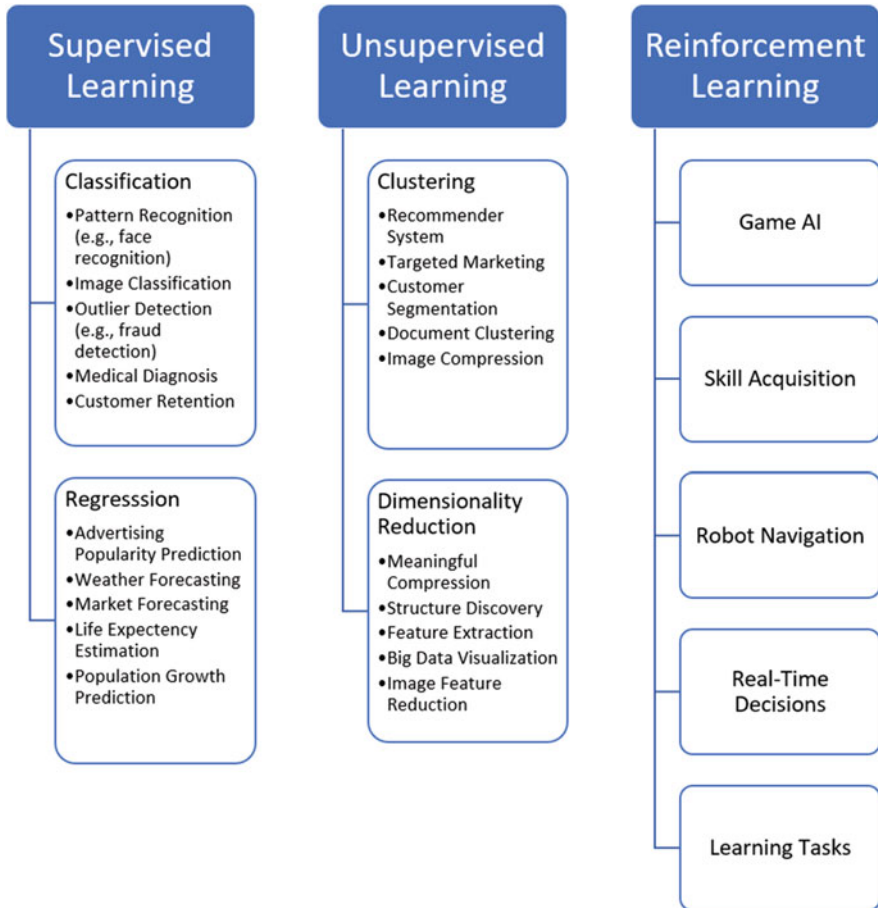 Supervised
Learning
Classification
•Pattern Recognition
(e.g., face
recognition)
•Image Classification
•Outlier Detection
(e.g., fraud
detection)
•Medical Diagnosis
•Customer Retention
Regresssion
•Advertising
Popularity Prediction
•Weather Forecasting
•Market Forecasting
•Life Expectency
Estimation
•Population Growth
Prediction
Unsupervised
Learning
Clustering
•Recommender
System
•Targeted Marketing
•Customer
Segmentation
•Document Clustering
•Image Compression
Dimensionality
Reduction
•Meaningful
Compression
•Structure Discovery
•Feature Extraction
•Big Data Visualization
•Image Feature
Reduction
Reinforcement
Learning
Game AI
Skill Acquisition
Robot Navigation
Real-Time
Decisions
Learning Tasks